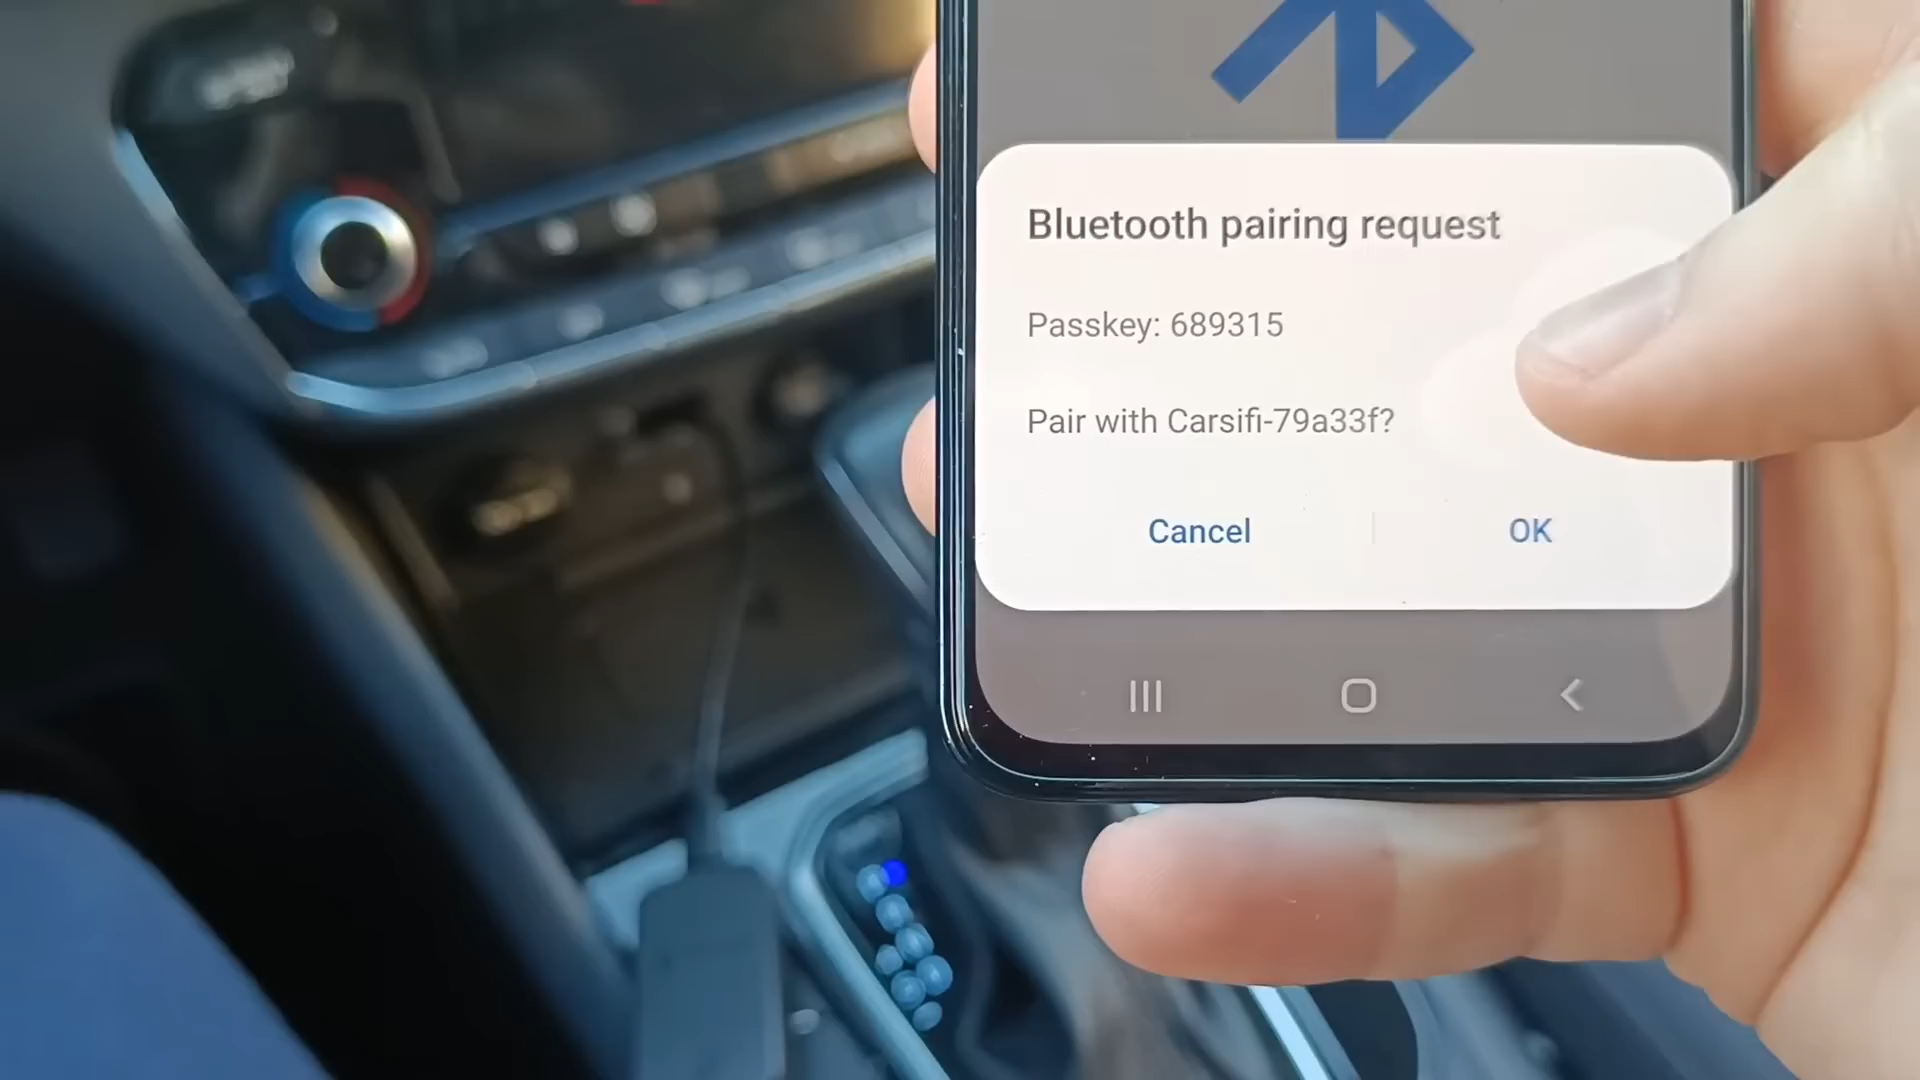 Bluetooth pairing request
Passkey: 689315
Pair with Carsifi-79a33f?
Cancel
OK